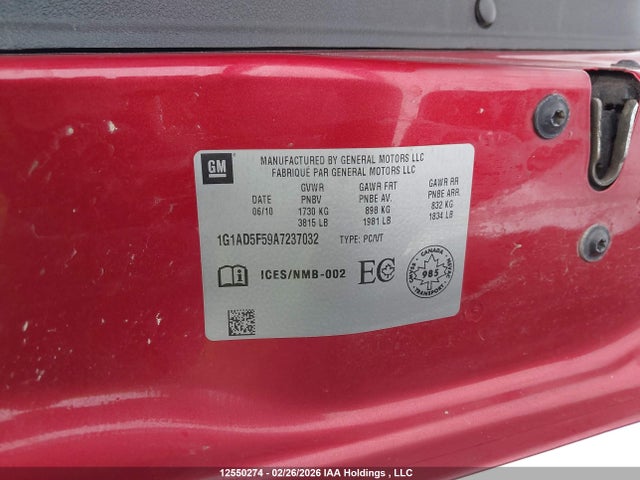 GM
MANUFACTURED BY GENERAL MOTORS LLC
FABRIQUÉ PAR GENERAL MOTORS LLC
GVWR GAWR FRT GAWR RR
DATE PNBV PNBE AV. PNBE ARR.
06/10 1730 KG 898 KG 832 KG
3815 LB 1981 LB 1834 LB
1G1AD5F59A7237032 TYPE: PC/VT
i ICES/NMB-002 EC CANADA 985 TRANSPORT
12550274 - 02/26/2026 IAA Holdings , LLC